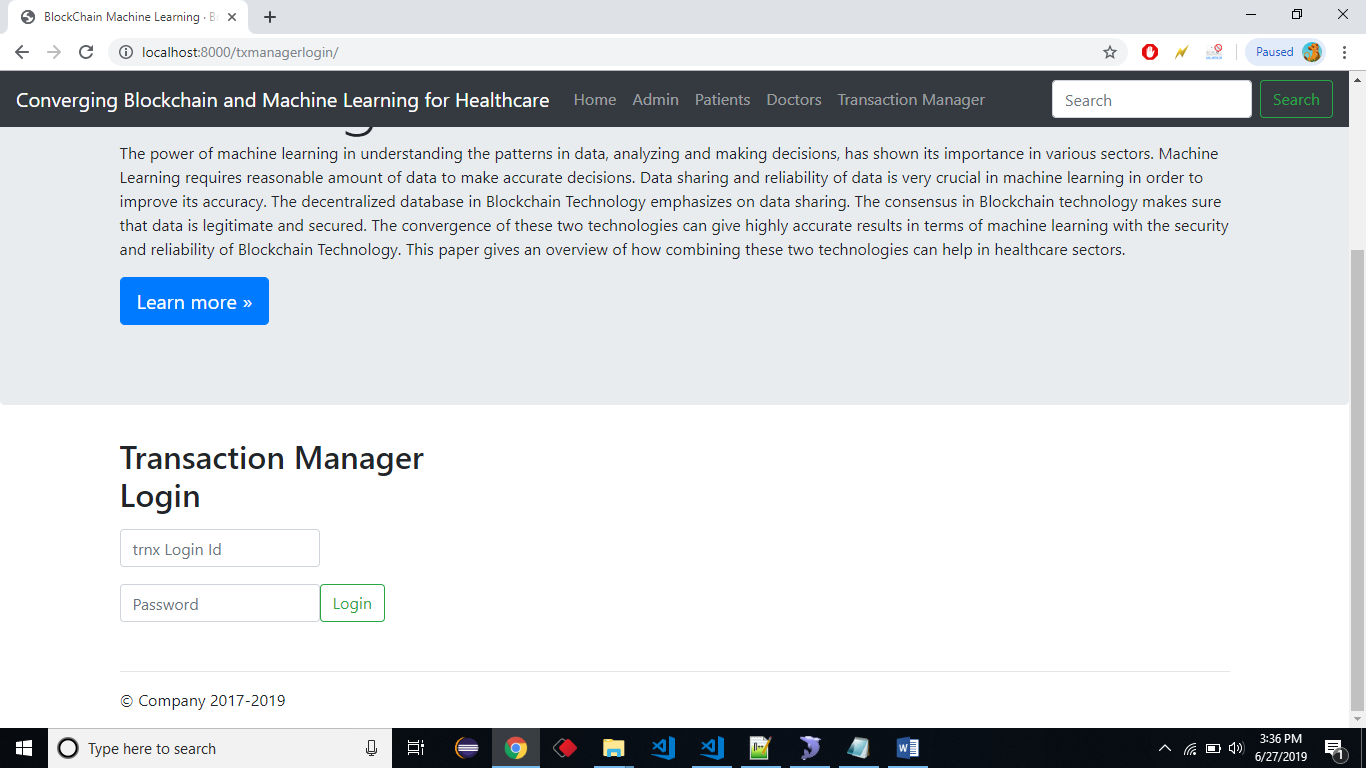 BlockChain Machine Learning · B
localhost:8000/txmanagerlogin/
Paused
Converging Blockchain and Machine Learning for Healthcare
Home
Admin
Patients
Doctors
Transaction Manager
Search
Search
The power of machine learning in understanding the patterns in data, analyzing and making decisions, has shown its importance in various sectors. Machine
Learning requires reasonable amount of data to make accurate decisions. Data sharing and reliability of data is very crucial in machine learning in order to
improve its accuracy. The decentralized database in Blockchain Technology emphasizes on data sharing. The consensus in Blockchain technology makes sure
that data is legitimate and secured. The convergence of these two technologies can give highly accurate results in terms of machine learning with the security
and reliability of Blockchain Technology. This paper gives an overview of how combining these two technologies can help in healthcare sectors.
Learn more »
Transaction Manager
Login
trnx Login Id
Password
Login
© Company 2017-2019
Type here to search
3:36 PM
6/27/2019
1